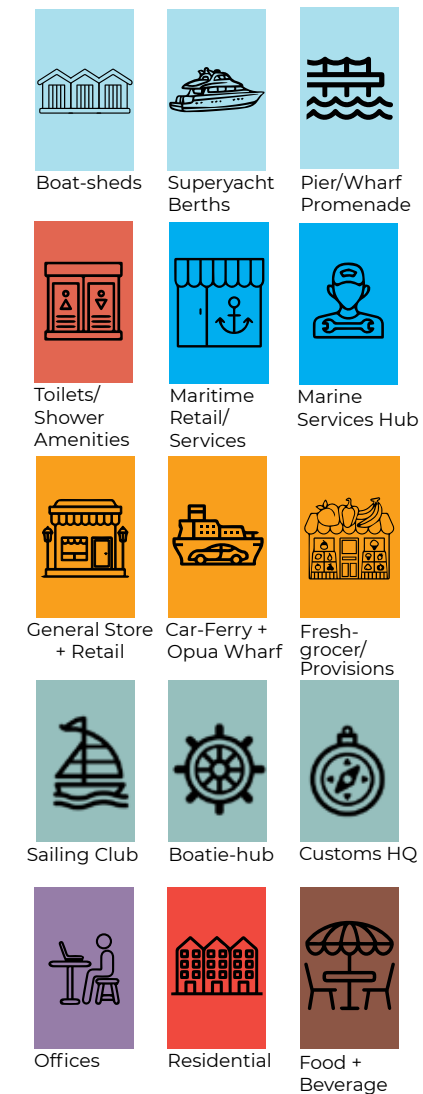 Boat-sheds
Superyacht
Berths
Pier/Wharf
Promenade
Toilets/
Shower
Amenities
Maritime
Retail/
Services
Marine
Services Hub
General Store
+ Retail
Car-Ferry +
Opua Wharf
Fresh-
grocer/
Provisions
Sailing Club
Boatie-hub
Customs HQ
Offices
Residential
Food +
Beverage